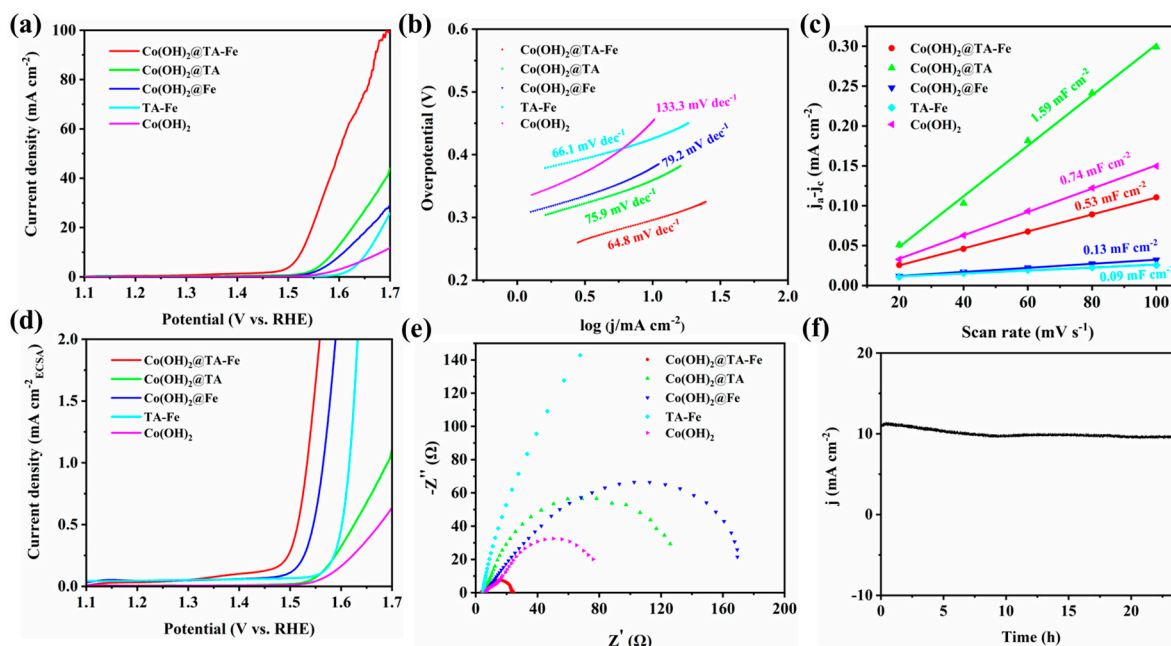 (a)
100
80
60
40
20
0
Current density (mA cm⁻²)
Co(OH)₂@TA-Fe
Co(OH)₂@TA
Co(OH)₂@Fe
TA-Fe
Co(OH)₂
1.1 1.2 1.3 1.4 1.5 1.6 1.7
Potential (V vs. RHE)
(b)
0.6
0.5
0.4
0.3
0.2
Overpotential (V)
Co(OH)₂@TA-Fe
Co(OH)₂@TA
Co(OH)₂@Fe
TA-Fe
Co(OH)₂
133.3 mV dec⁻¹
66.1 mV dec⁻¹
79.2 mV dec⁻¹
75.9 mV dec⁻¹
64.8 mV dec⁻¹
0.0 0.5 1.0 1.5 2.0
log (j/mA cm⁻²)
(c)
0.30
0.25
0.20
0.15
0.10
0.05
0.00
jₐ-j꜀ (mA cm⁻²)
Co(OH)₂@TA-Fe
Co(OH)₂@TA
Co(OH)₂@Fe
TA-Fe
Co(OH)₂
1.59 mF cm⁻²
0.74 mF cm⁻²
0.53 mF cm⁻²
0.13 mF cm⁻²
0.09 mF cm⁻²
20 40 60 80 100
Scan rate (mV s⁻¹)
(d)
2.0
1.5
1.0
0.5
0.0
Current density (mA cm⁻²ECSA)
Co(OH)₂@TA-Fe
Co(OH)₂@TA
Co(OH)₂@Fe
TA-Fe
Co(OH)₂
1.1 1.2 1.3 1.4 1.5 1.6 1.7
Potential (V vs. RHE)
(e)
140
120
100
80
60
40
20
0
-Z'' (Ω)
Co(OH)₂@TA-Fe
Co(OH)₂@TA
Co(OH)₂@Fe
TA-Fe
Co(OH)₂
0 40 80 120 160 200
Z' (Ω)
(f)
20
10
0
-10
j (mA cm⁻²)
0 5 10 15 20
Time (h)